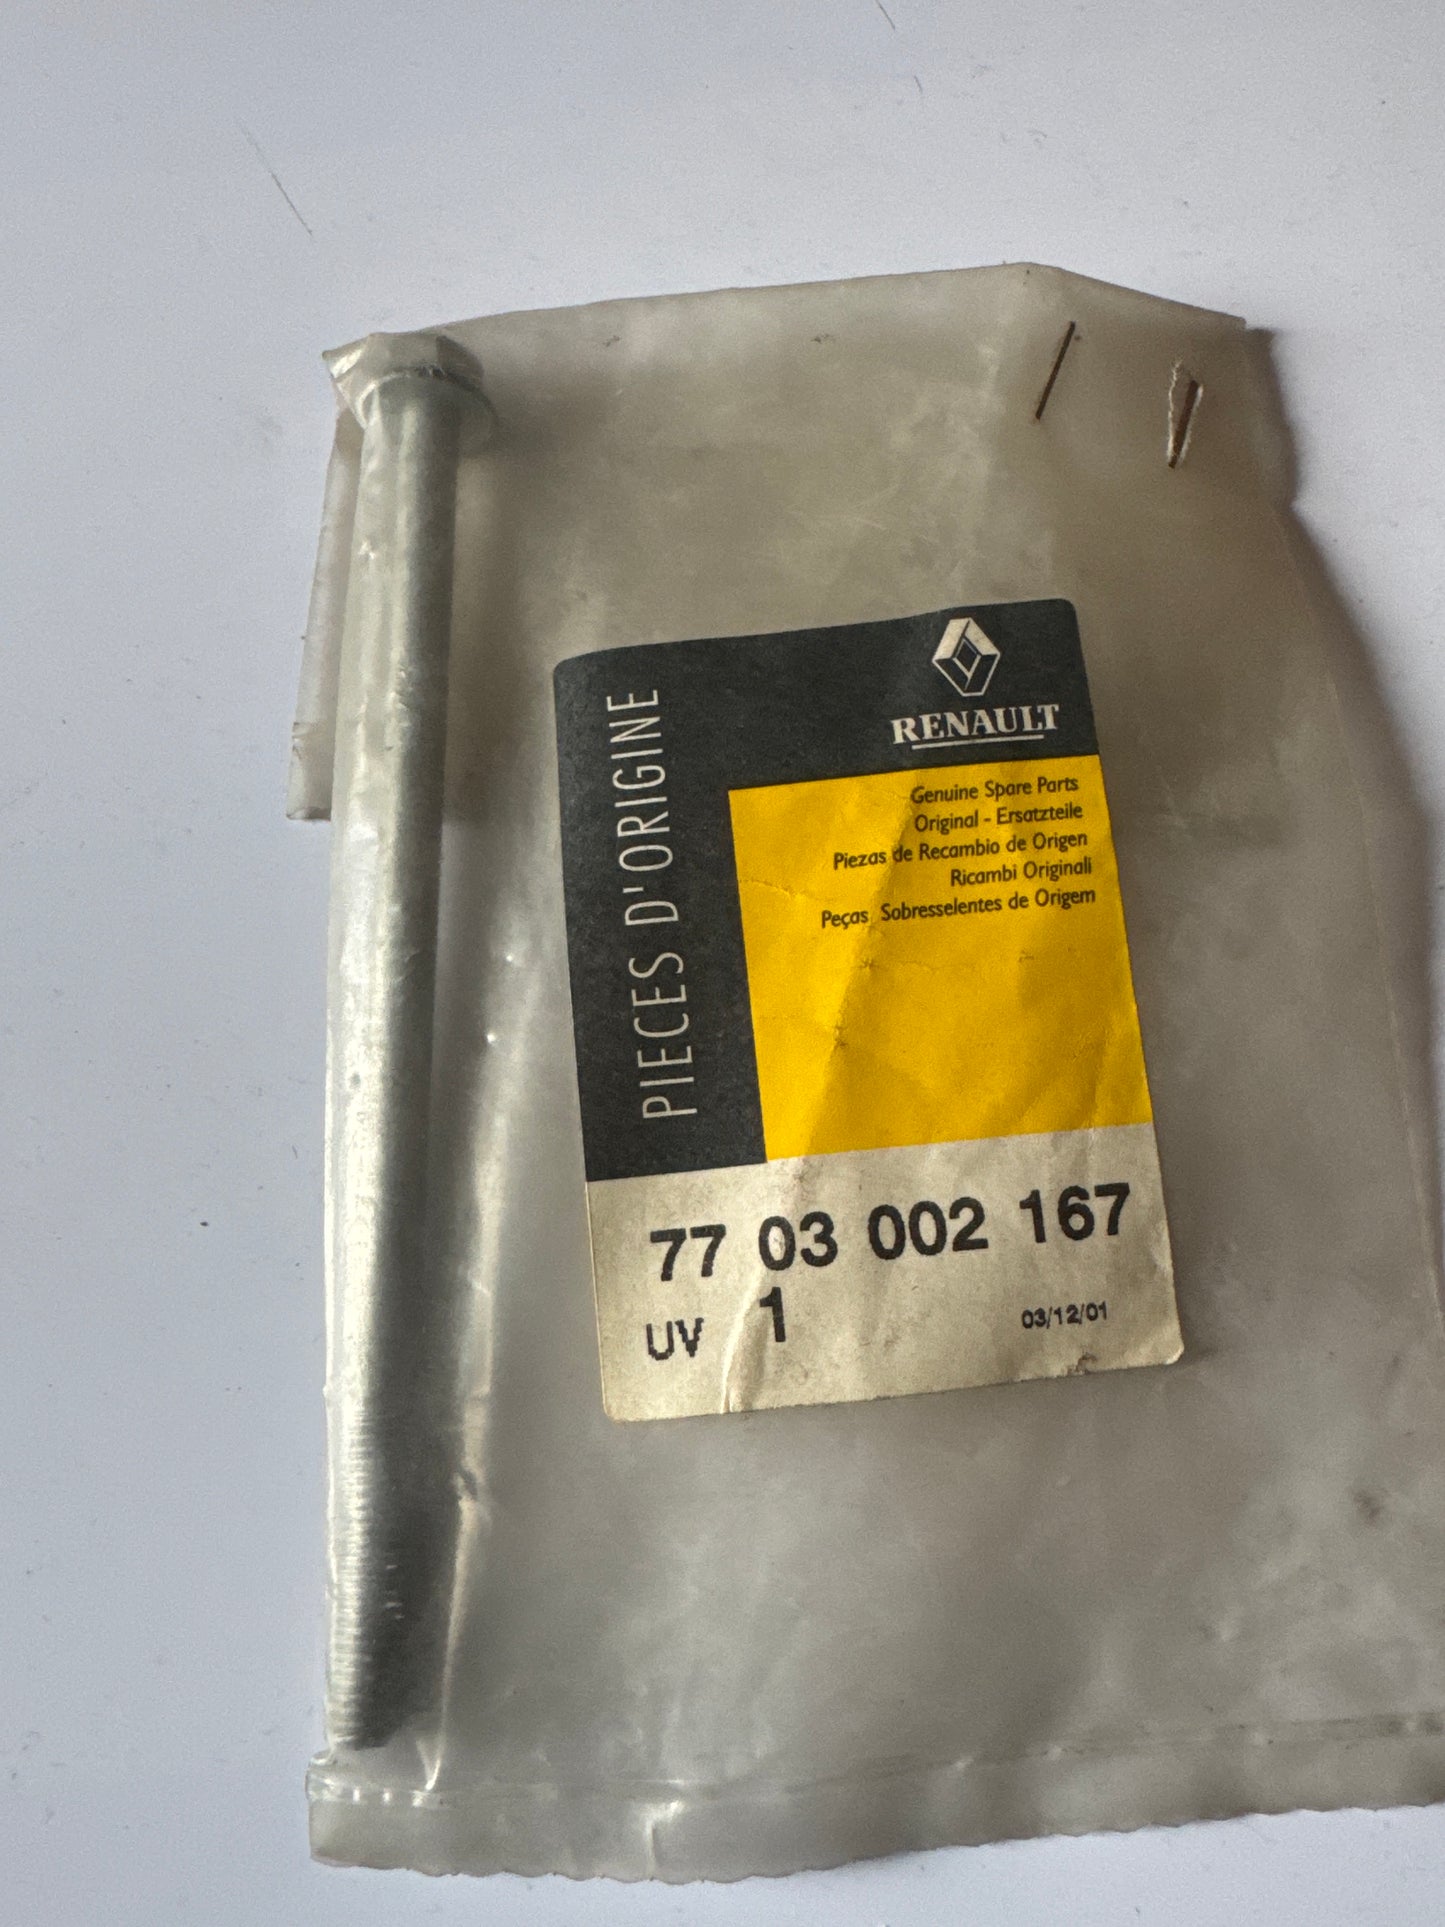 PIECES D'ORIGINE
RENAULT
Genuine Spare Parts
Original - Ersatzteile
Piezas de Recambio de Origen
Ricambi Originali
Peças Sobresselentes de Origem
77 03 002 167
UV 1 03/12/01